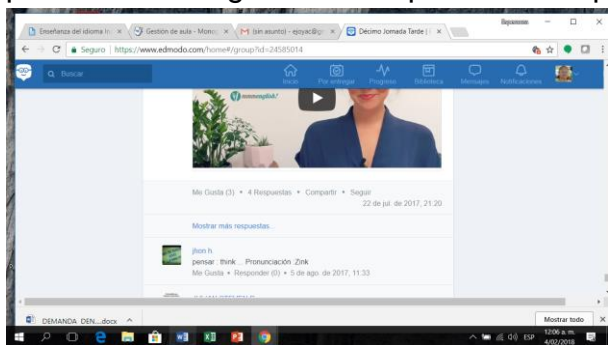 Enseñanza del idioma In
Gestión de aula - Monog
(sin asunto) - ejoyac@g
Décimo Jornada Tarde (
Seguro | https://www.edmodo.com/home#/group?id=24585014
Buscar
Inicio
Por entregar
Progreso
Biblioteca
Mensajes
Notificaciones
Me Gusta (3) • 4 Respuestas • Compartir • Seguir
22 de jul. de 2017, 21:20
Mostrar más respuestas...
jhon h.
pensar : think ... Pronunciación :Zink
Me Gusta • Responder (0) • 5 de ago. de 2017, 11:33
DEMANDA_DEN....docx
Mostrar todo
ESP
12:06 a. m.
4/02/2018